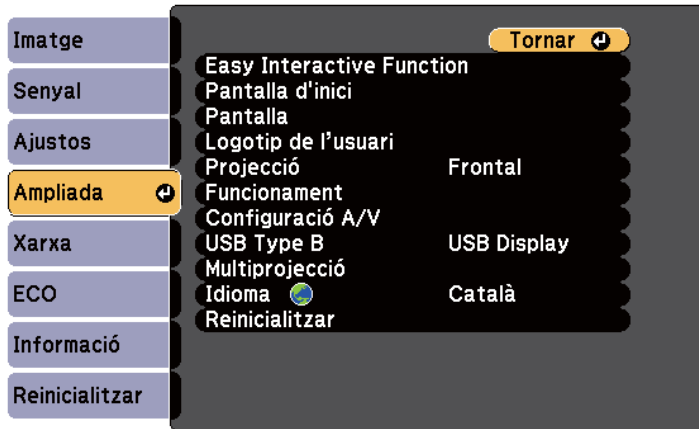 Imatge
Senyal
Ajustos
Ampliada
Xarxa
ECO
Informació
Reinicialitzar
Tornar
Easy Interactive Function
Pantalla d'inici
Pantalla
Logotip de l’usuari
Projecció Frontal
Funcionament
Configuració A/V
USB Type B USB Display
Multiprojecció
Idioma Català
Reinicialitzar